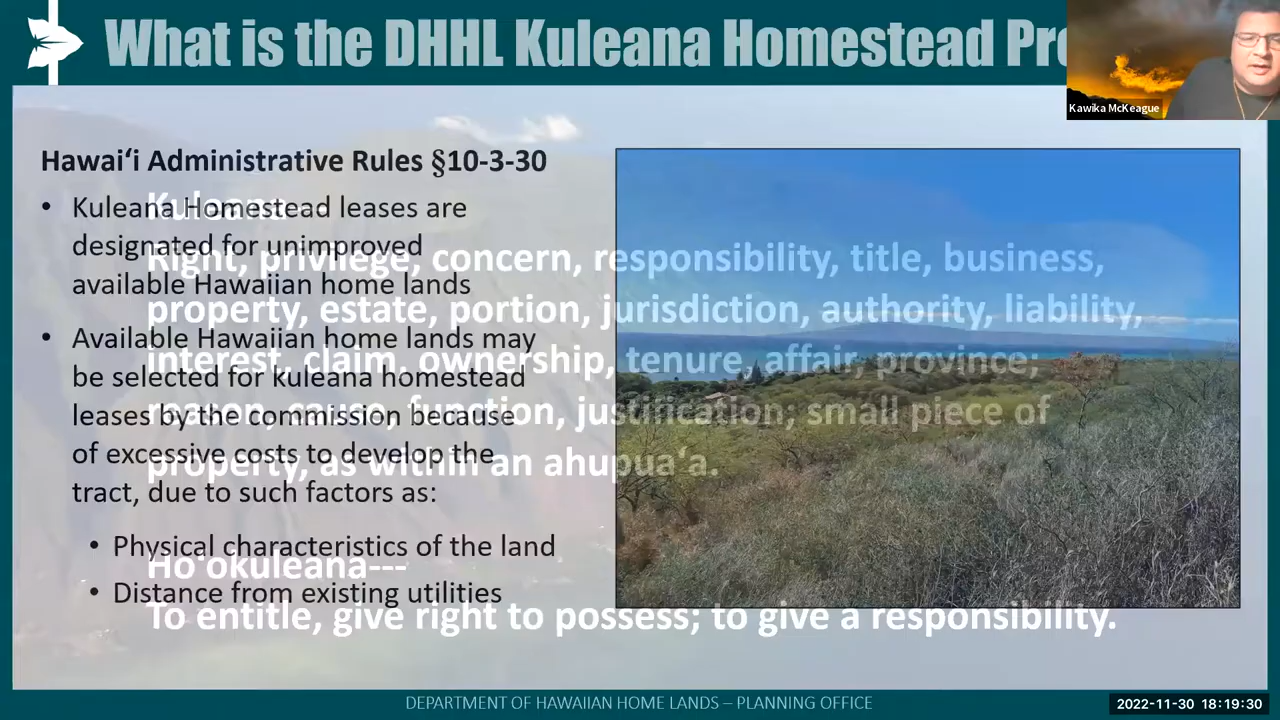 What is the DHHL Kuleana Homestead Pro
Kawika McKeague
Hawaiʻi Administrative Rules §10-3-30
• Kuleana Homestead leases are
designated for unimproved
available Hawaiian home lands
• Available Hawaiian home lands may
be selected for kuleana homestead
leases by the commission because
of excessive costs to develop the
tract, due to such factors as:
• Physical characteristics of the land
• Distance from existing utilities
Kuleana---
Right, privilege, concern, responsibility, title, business,
property, estate, portion, jurisdiction, authority, liability,
interest, claim, ownership, tenure, affair, province;
reason, cause, function, justification; small piece of
property, as within an ahupuaʻa.
Hoʻokuleana---
To entitle, give right to possess; to give a responsibility.
DEPARTMENT OF HAWAIIAN HOME LANDS – PLANNING OFFICE
2022-11-30 18:19:30